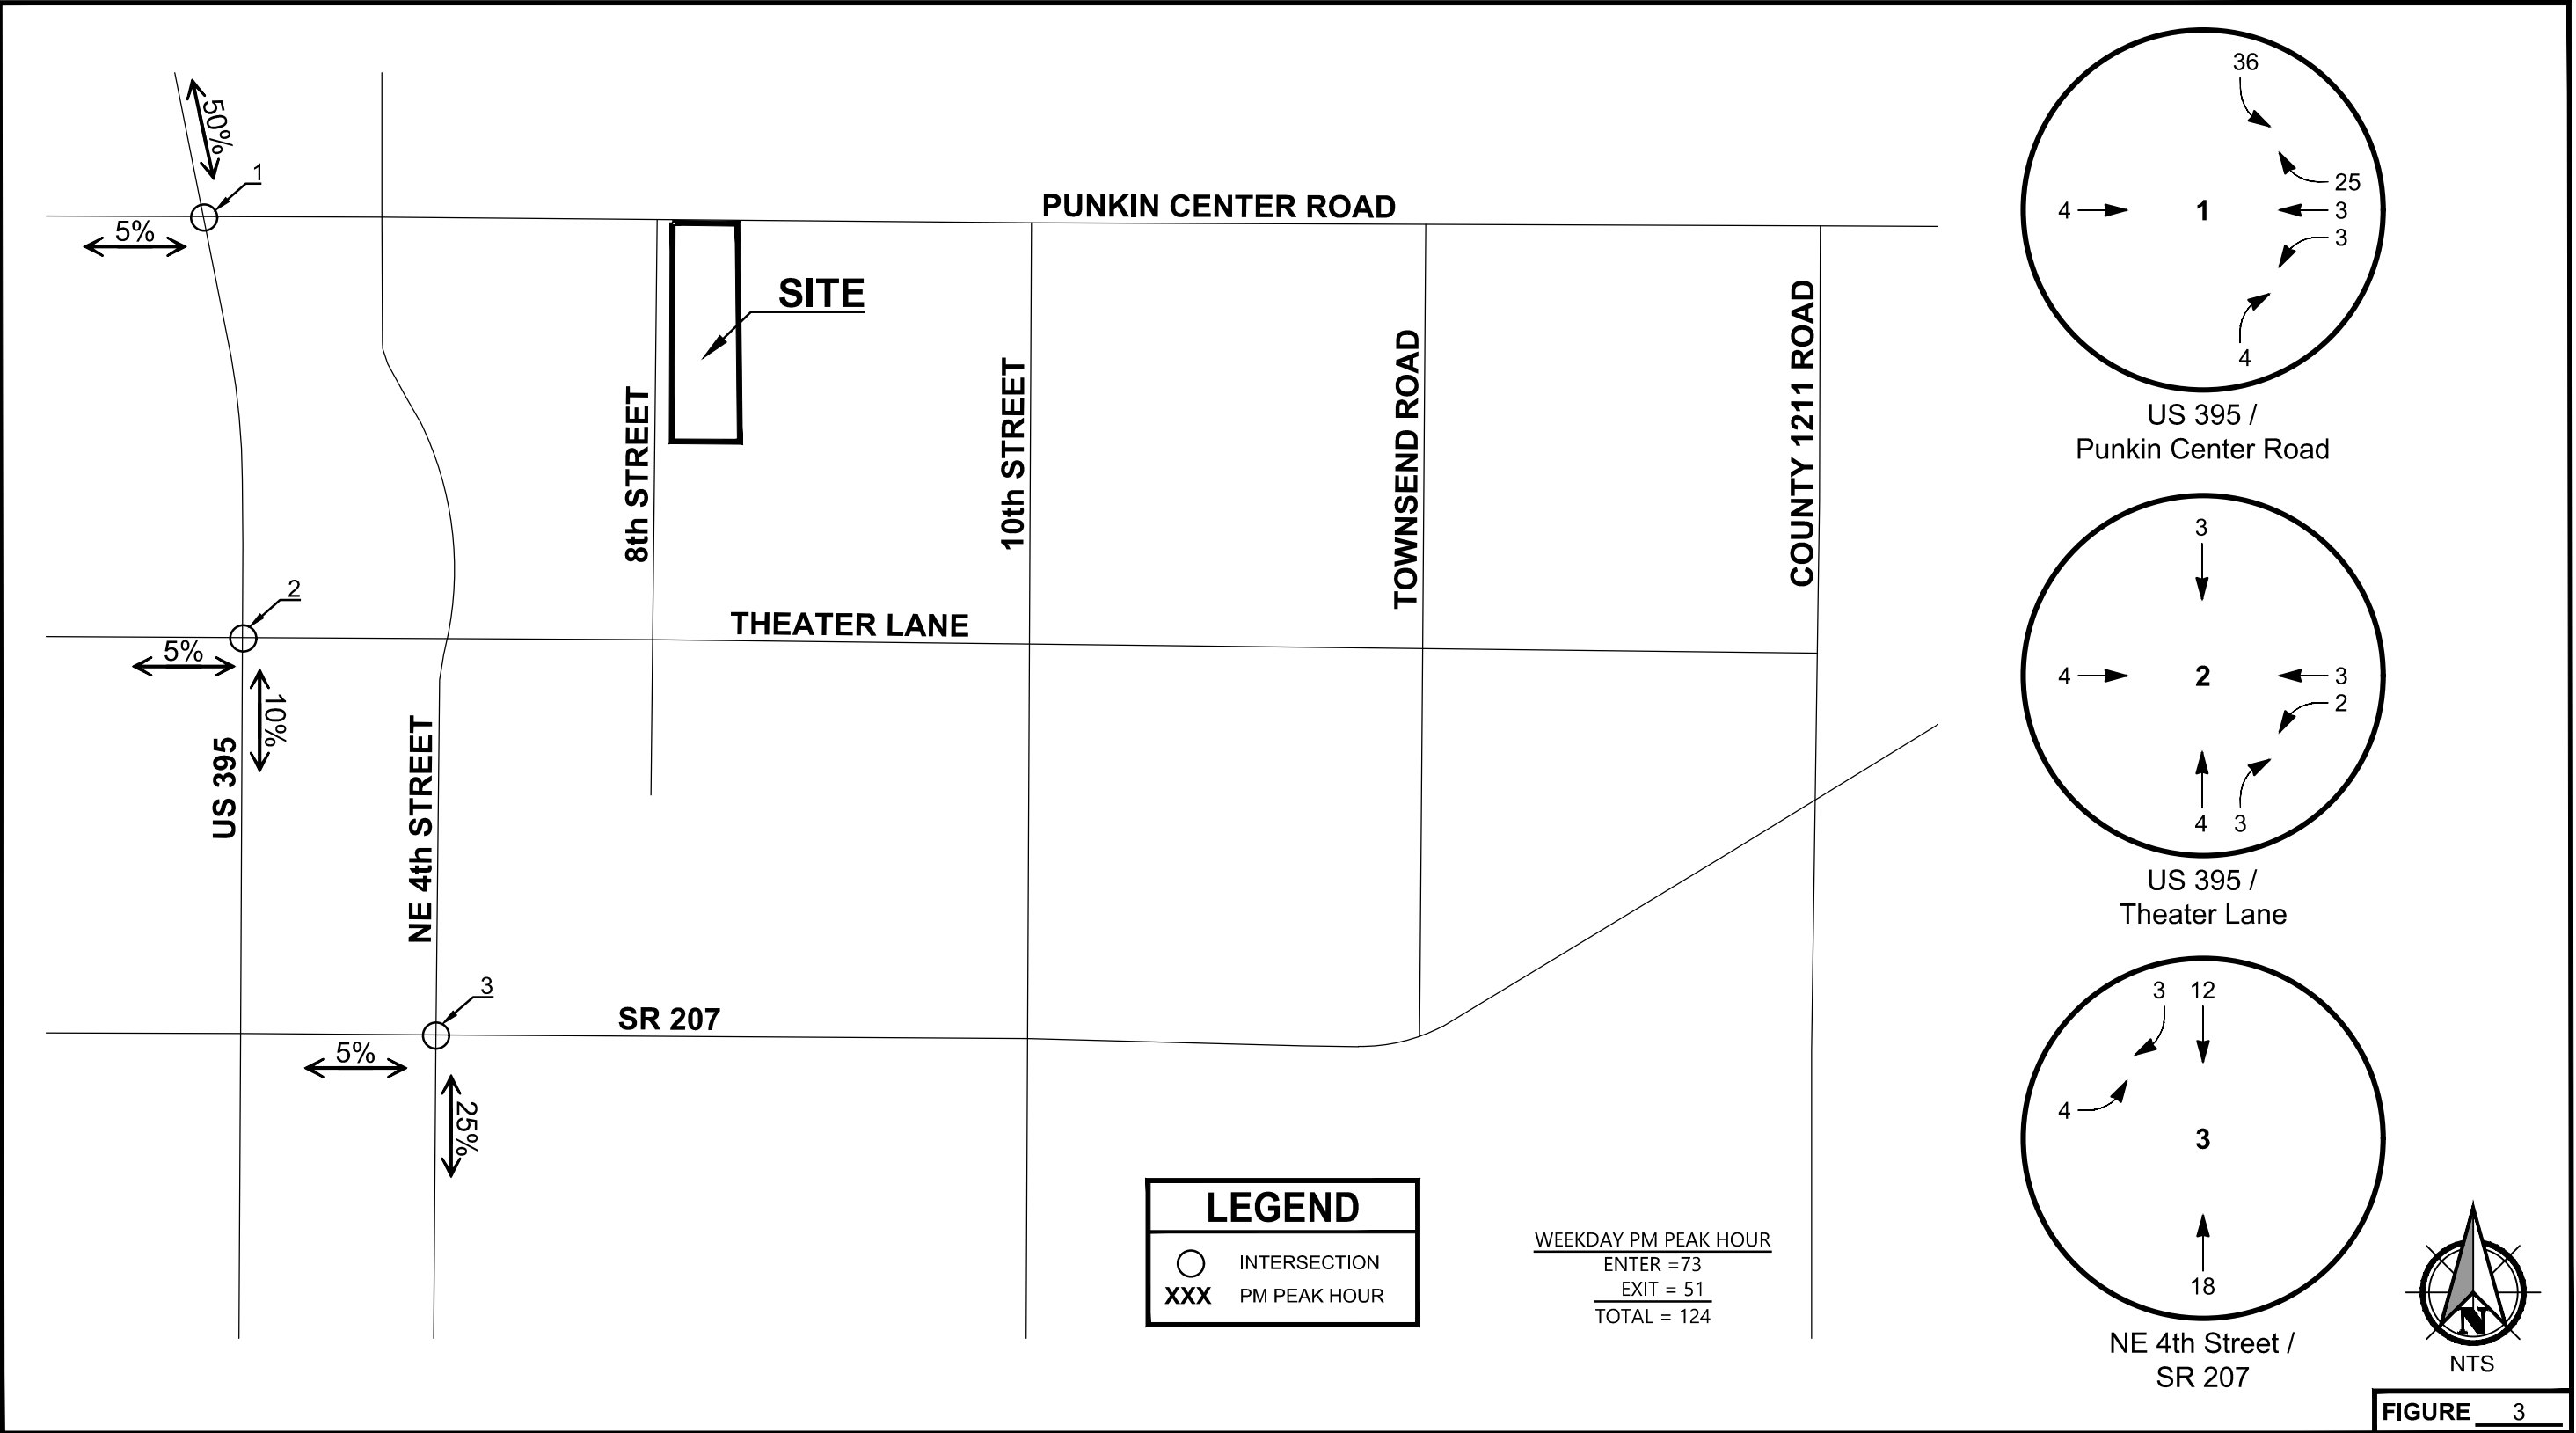 50%
1
5%
PUNKIN CENTER ROAD
SITE
8th STREET
10th STREET
TOWNSEND ROAD
COUNTY 1211 ROAD
2
5%
10%
THEATER LANE
US 395
NE 4th STREET
3
SR 207
5%
25%
LEGEND
INTERSECTION
XXX PM PEAK HOUR
WEEKDAY PM PEAK HOUR
ENTER =73
EXIT = 51
TOTAL = 124
36
25
4 1 3
3
4
US 395 /
Punkin Center Road
3
4 2 3
2
4 3
US 395 /
Theater Lane
3 12
4
3
18
NE 4th Street /
SR 207
N
NTS
FIGURE 3